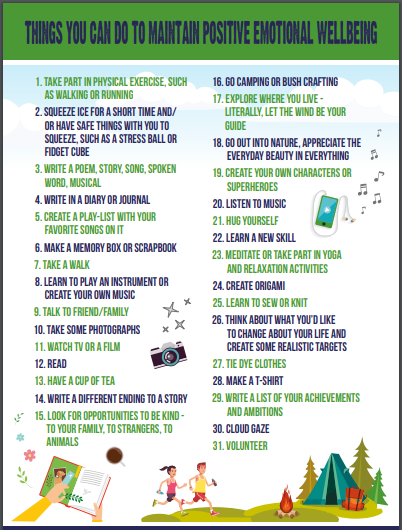 THINGS YOU CAN DO TO MAINTAIN POSITIVE EMOTIONAL WELLBEING
1. TAKE PART IN PHYSICAL EXERCISE, SUCH
AS WALKING OR RUNNING
2. SQUEEZE ICE FOR A SHORT TIME AND/
OR HAVE SAFE THINGS WITH YOU TO
SQUEEZE, SUCH AS A STRESS BALL OR
FIDGET CUBE
3. WRITE A POEM, STORY, SONG, SPOKEN
WORD, MUSICAL
4. WRITE IN A DIARY OR JOURNAL
5. CREATE A PLAY-LIST WITH YOUR
FAVORITE SONGS ON IT
6. MAKE A MEMORY BOX OR SCRAPBOOK
7. TAKE A WALK
8. LEARN TO PLAY AN INSTRUMENT OR
CREATE YOUR OWN MUSIC
9. TALK TO FRIEND/FAMILY
10. TAKE SOME PHOTOGRAPHS
11. WATCH TV OR A FILM
12. READ
13. HAVE A CUP OF TEA
14. WRITE A DIFFERENT ENDING TO A STORY
15. LOOK FOR OPPORTUNITIES TO BE KIND -
TO YOUR FAMILY, TO STRANGERS, TO
ANIMALS
16. GO CAMPING OR BUSH CRAFTING
17. EXPLORE WHERE YOU LIVE -
LITERALLY, LET THE WIND BE YOUR
GUIDE
18. GO OUT INTO NATURE, APPRECIATE THE
EVERYDAY BEAUTY IN EVERYTHING
19. CREATE YOUR OWN CHARACTERS OR
SUPERHEROES
20. LISTEN TO MUSIC
21. HUG YOURSELF
22. LEARN A NEW SKILL
23. MEDITATE OR TAKE PART IN YOGA
AND RELAXATION ACTIVITIES
24. CREATE ORIGAMI
25. LEARN TO SEW OR KNIT
26. THINK ABOUT WHAT YOU'D LIKE
TO CHANGE ABOUT YOUR LIFE AND
CREATE SOME REALISTIC TARGETS
27. TIE DYE CLOTHES
28. MAKE A T-SHIRT
29. WRITE A LIST OF YOUR ACHIEVEMENTS
AND AMBITIONS
30. CLOUD GAZE
31. VOLUNTEER